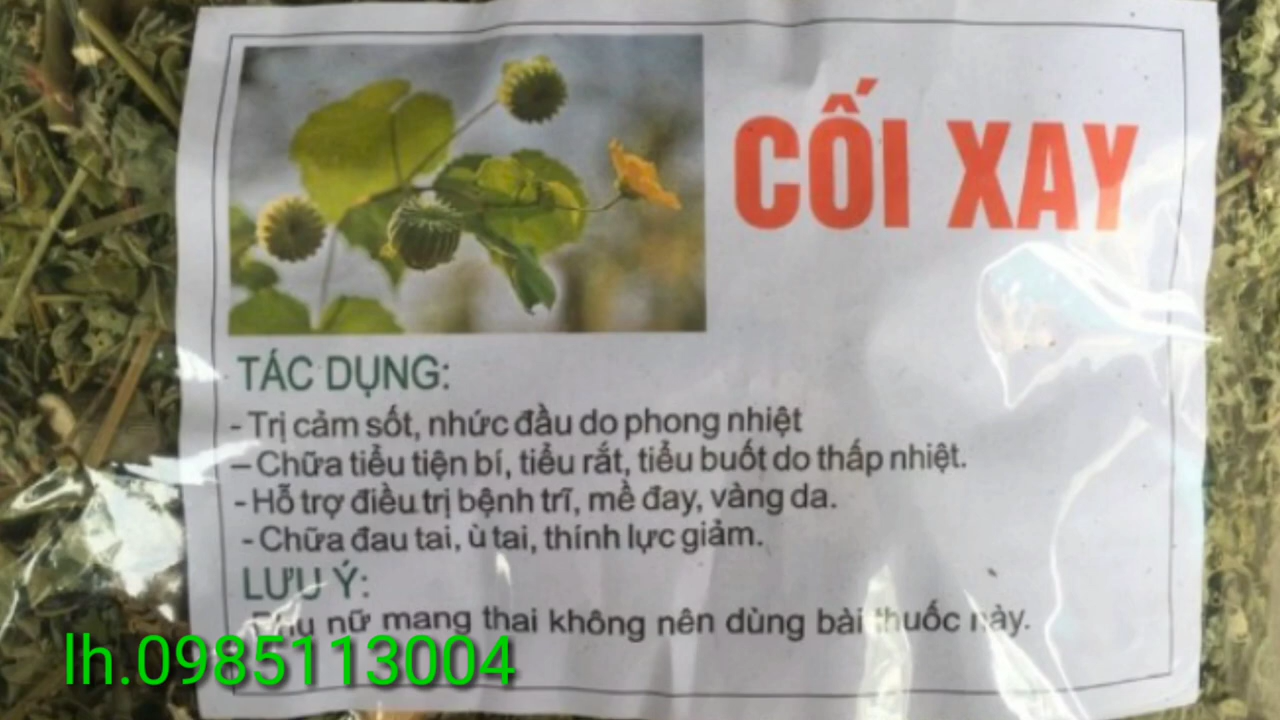 CỐI XAY
TÁC DỤNG:
- Trị cảm sốt, nhức đầu do phong nhiệt
– Chữa tiểu tiện bí, tiểu rắt, tiểu buốt do thấp nhiệt.
- Hỗ trợ điều trị bệnh trĩ, mề đay, vàng da.
- Chữa đau tai, ù tai, thính lực giảm.
LƯU Ý:
Phụ nữ mang thai không nên dùng bài thuốc này.
lh.0985113004